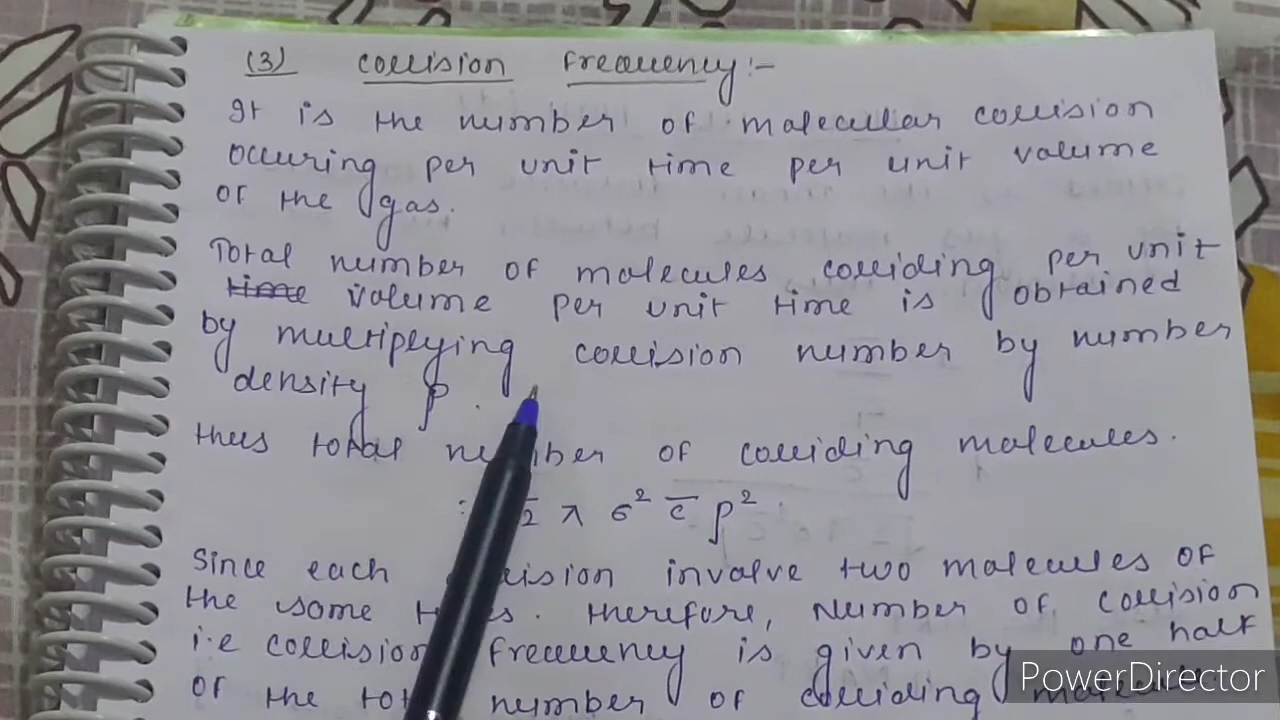 (3) Collision Frequency:-
It is the number of molecular collision
occuring per unit time per unit volume
of the gas.
Total number of molecules colliding per unit
time volume per unit time is obtained
by multiplying collision number by number
density ρ.
thus total number of colliding molecules.
2 π σ² c̅ ρ²
Since each collision involve two molecules of
the same. therefore, Number of collision
i.e collision frequency is given by one half
of the number of colliding
PowerDirector